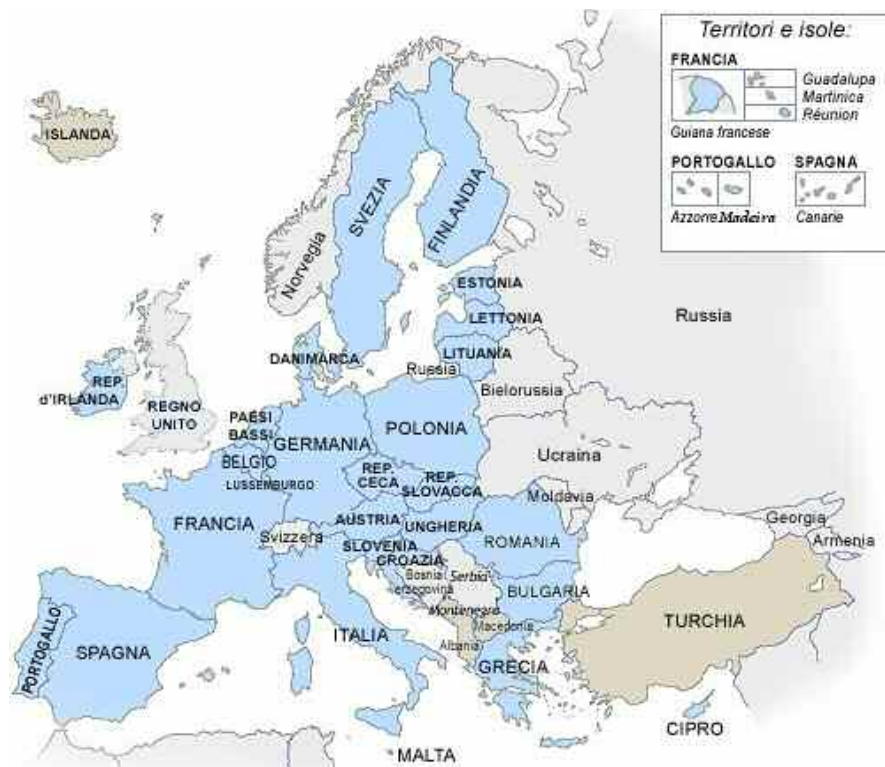 Territori e isole:
FRANCIA
Guadalupa
Martinica
Réunion
Guiana francese
PORTOGALLO
SPAGNA
Azzorre Madeira
Canarie
ISLANDA
SVEZIA
FINLANDIA
Norvegia
ESTONIA
Russia
LETTONIA
DANIMARCA
LITUANIA
Russia
REP.
d'IRLANDA
Bielorussia
REGNO
UNITO
PAESI
BASSI
POLONIA
GERMANIA
Ucraina
BELGIO
REP.
CECA
REP.
SLOVACCA
LUSSEMBURGO
Moldavia
FRANCIA
AUSTRIA
UNGHERIA
Georgia
Svizzera
SLOVENIA
ROMANIA
Armenia
CROAZIA
Bosnia
erzegovina
Serbia
BULGARIA
Montenegro
Macedonia
TURCHIA
ITALIA
Albania
PORTOGALLO
SPAGNA
GRECIA
CIPRO
MALTA